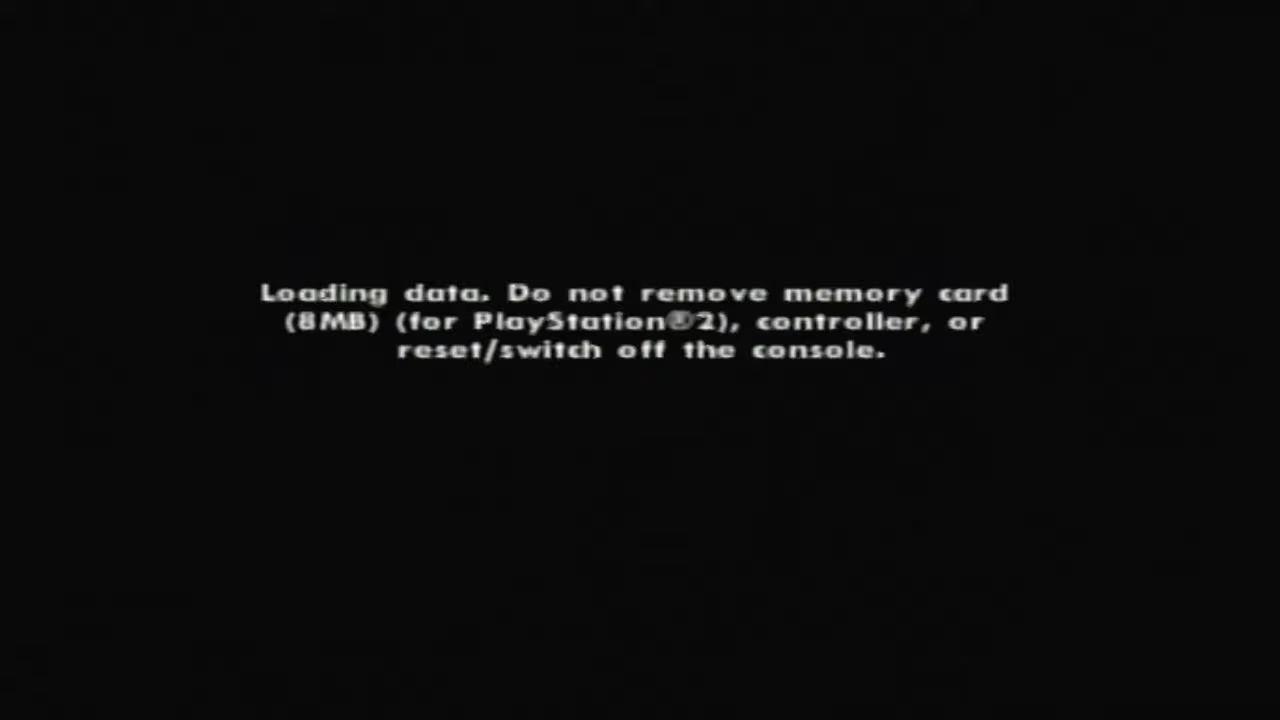 Loading data. Do not remove memory card
(8MB) (for PlayStation®2), controller, or
reset/switch off the console.